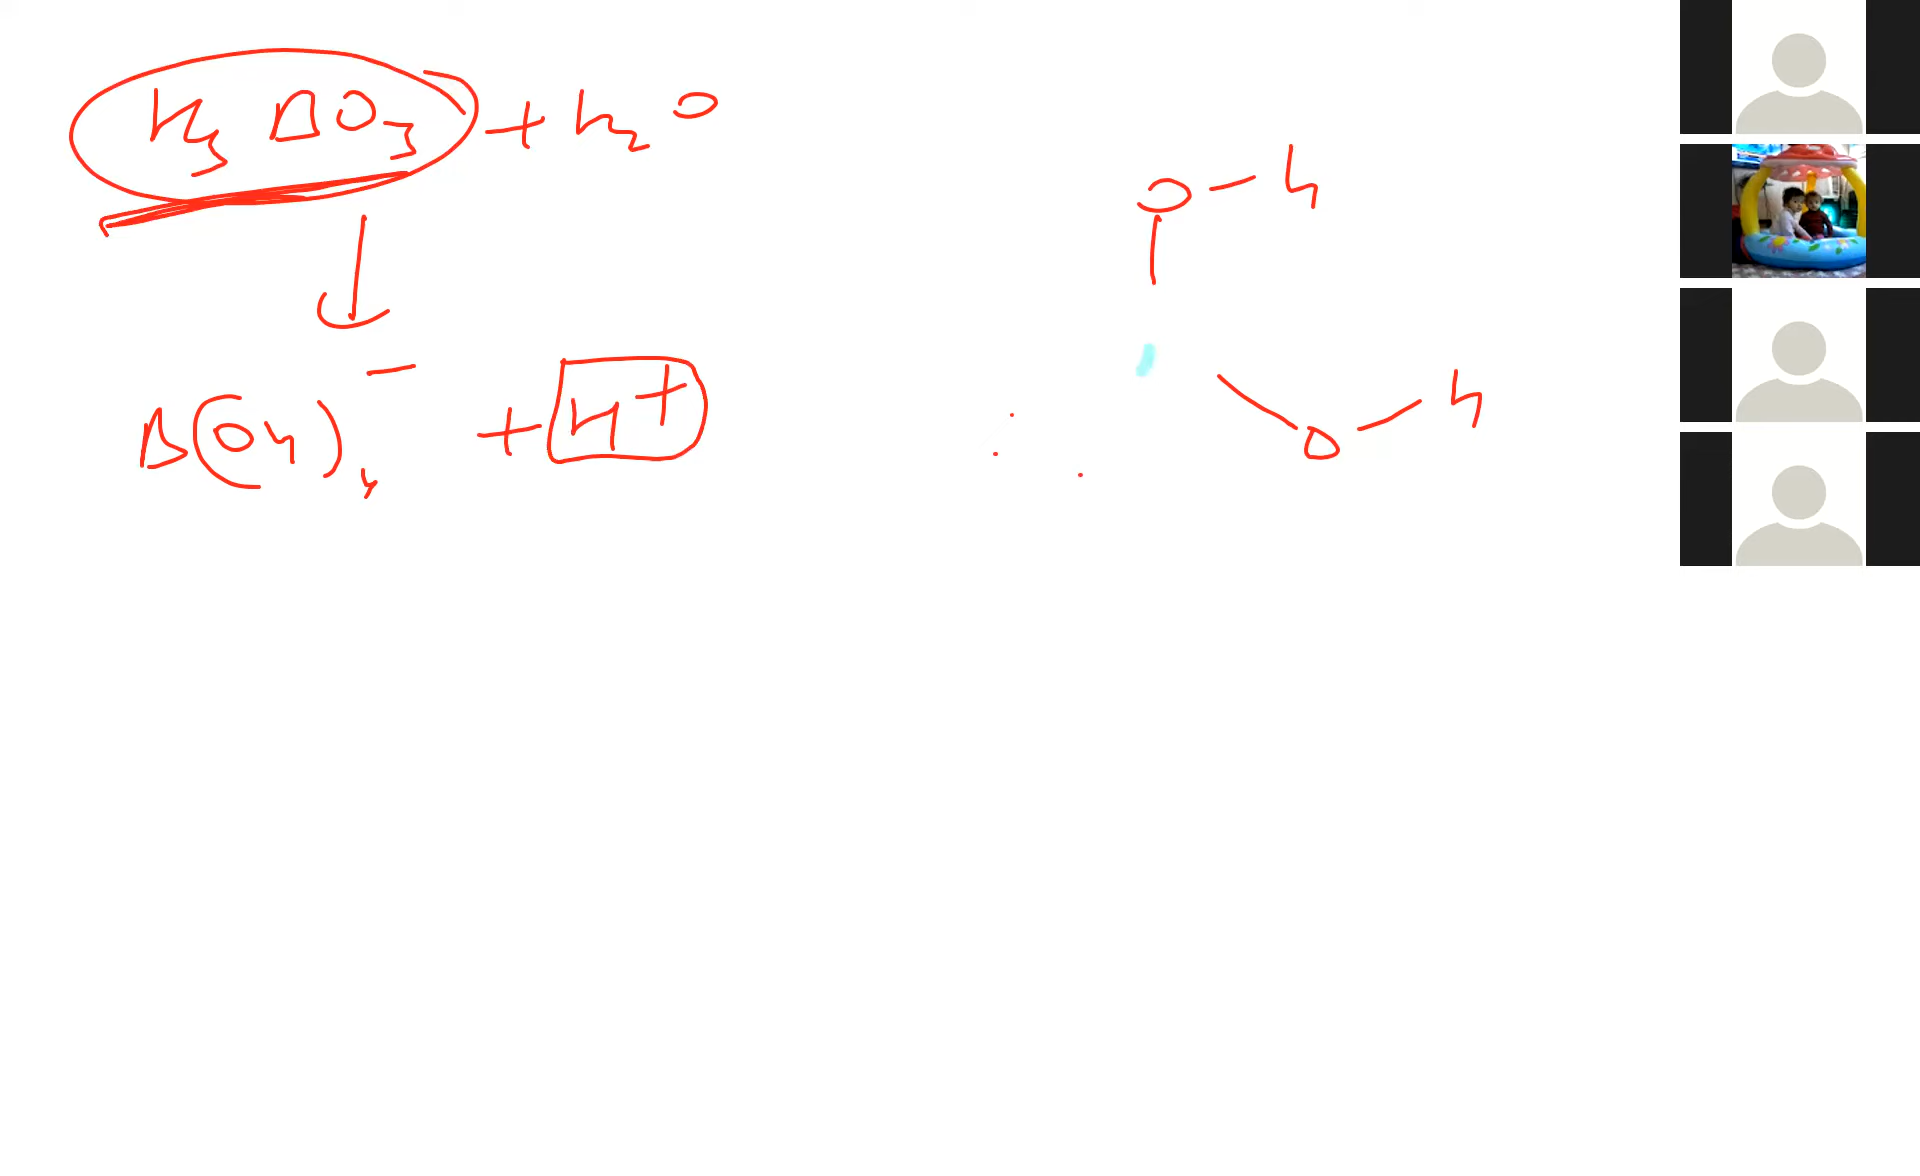 H₃BO₃ + H₂O
↓
B(OH)₄⁻ + H⁺
O - H
O - H